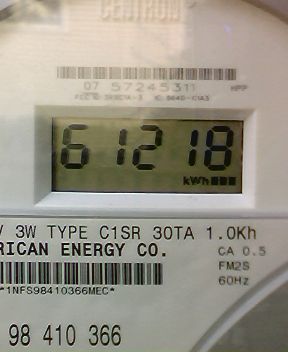 CENTRON
07 57245311
HPP
61218
kWh
V 3W TYPE C1SR 30TA 1.0Kh
RICAN ENERGY CO.
CA 0.5
FM2S
60Hz
*1NFS98410366MEC*
98 410 366